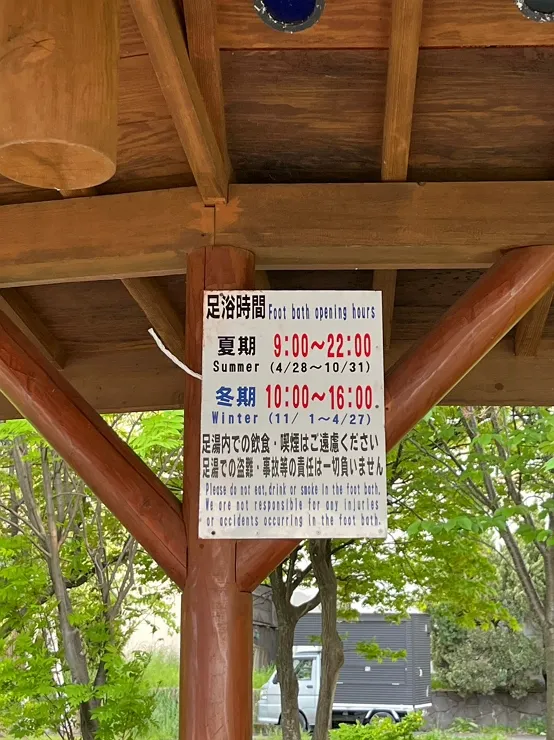 足浴時間 Foot bath opening hours
夏期 9:00～22:00
Summer (4/28～10/31)
冬期 10:00～16:00
Winter (11/ 1～4/27)
足湯内での飲食・喫煙はご遠慮ください
足湯での盗難・事故等の責任は一切負いません
Please do not eat,drink or smoke in the foot bath.
We are not responsible for any injuries
or accidents occurring in the foot bath.